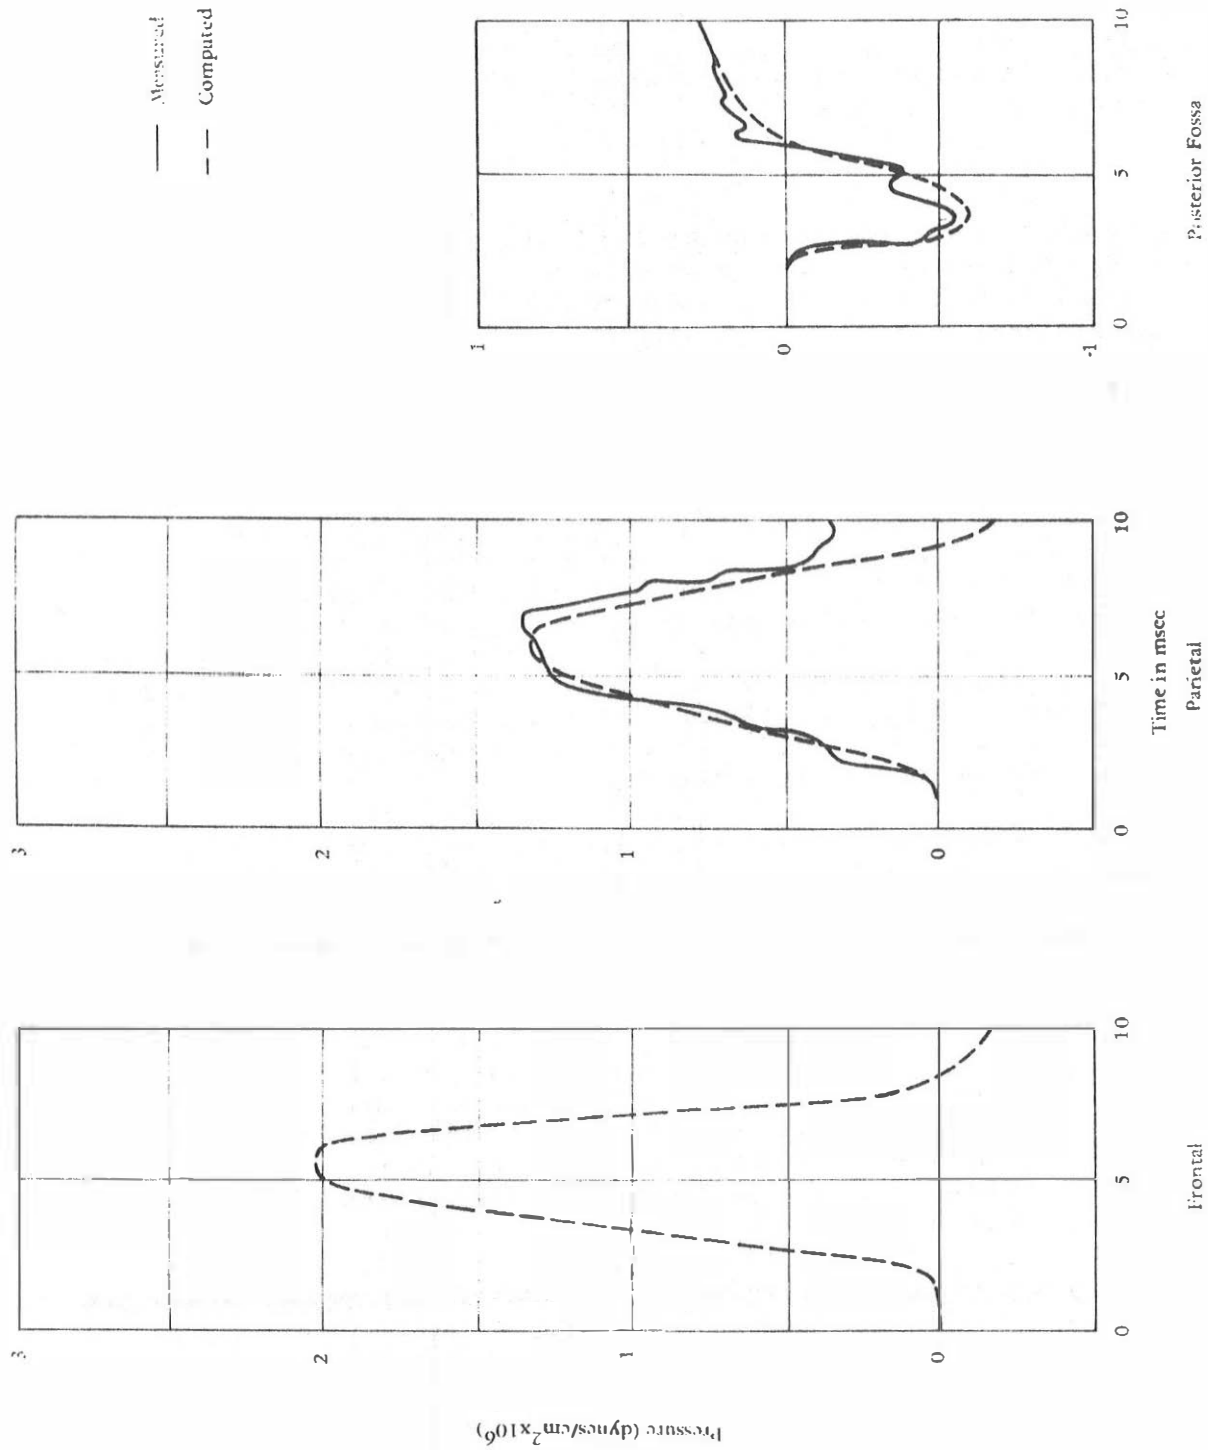 Measured
Computed
Pressure (dynes/cm²x10⁶)
3
2
1
0
0
5
10
Frontal
3
2
1
0
0
5
10
Time in msec
Parietal
1
0
-1
0
5
10
Posterior Fossa